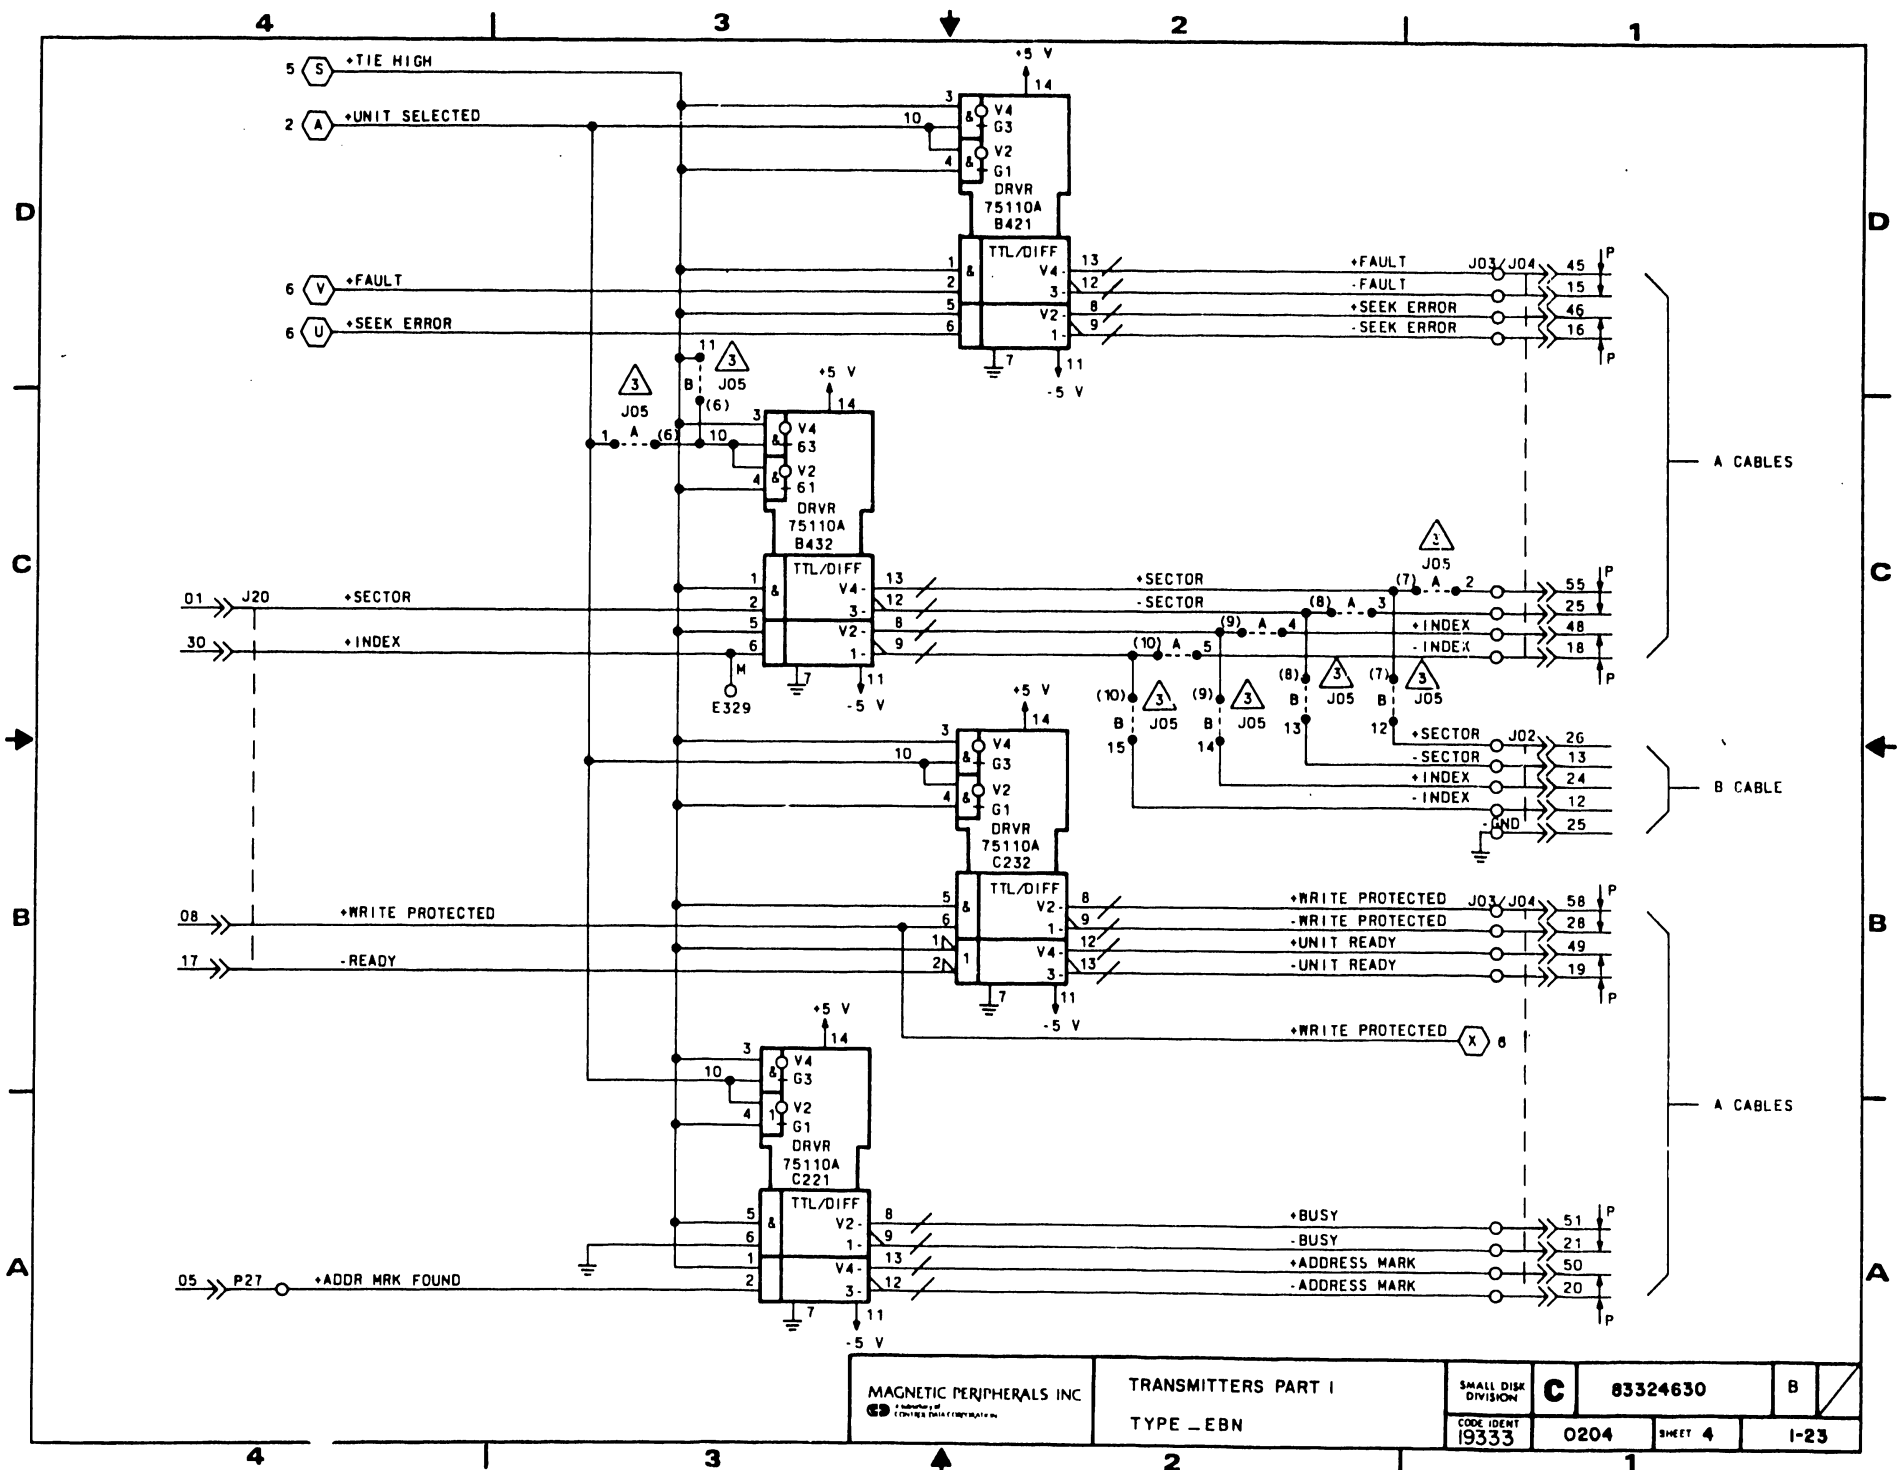 4 3 2 1
5 S +TIE HIGH
2 A +UNIT SELECTED
+5 V
14
3 V4
& G3
10
V2
4 & G1
DRVR
75110A
B421
TTL/DIFF
1 & V4- 13
2 3- 12
5 V2- 8
6 1- 9
7 11
-5 V
D D
6 V +FAULT
6 U +SEEK ERROR
+FAULT J03/J04 45 P
-FAULT 15
+SEEK ERROR 46
-SEEK ERROR 16
P
11 3
B J05
(6)
3
J05
1 A (6) 10
+5 V
14
3 V4
& 63
V2
4 & 61
DRVR
75110A
B432
TTL/DIFF
1 & V4- 13
2 3- 12
5 V2- 8
6 1- 9
7 11
-5 V
A CABLES
C C
01 J20 +SECTOR
30 +INDEX
M
E329
J05
+SECTOR (7) A 2 55 P
-SECTOR (8) A 3 25
(9) A 4 +INDEX 48
(10) A 5 -INDEX 18
P
(10) 3 (9) 3 (8) 3 (7) 3
B J05 B J05 B J05 B J05
15 14 13 12
+SECTOR J02 26
-SECTOR 13
+INDEX 24
-INDEX 12
-GND 25
B CABLE
+5 V
14
3 V4
10 & G3
V2
4 & G1
DRVR
75110A
C232
TTL/DIFF
5 & V2- 8
6 1- 9
1 V4- 12
2 1 3- 13
7 11
-5 V
B B
08 +WRITE PROTECTED
17 -READY
+WRITE PROTECTED J03/J04 58 P
-WRITE PROTECTED 28
+UNIT READY 49
-UNIT READY 19
P
+WRITE PROTECTED X 6
+5 V
14
3 V4
10 & G3
V2
4 1 G1
DRVR
75110A
C221
TTL/DIFF
5 & V2- 8
6 1- 9
1 V4- 13
2 3- 12
7 11
-5 V
A CABLES
A A
05 P27 +ADDR MRK FOUND
+BUSY 51 P
-BUSY 21
+ADDRESS MARK 50
-ADDRESS MARK 20
P
MAGNETIC PERIPHERALS INC
TRANSMITTERS PART I
TYPE _EBN
SMALL DISK
DIVISION
C 83324630 B
CODE IDENT
19333
0204 SHEET 4 1-23
4 3 2 1